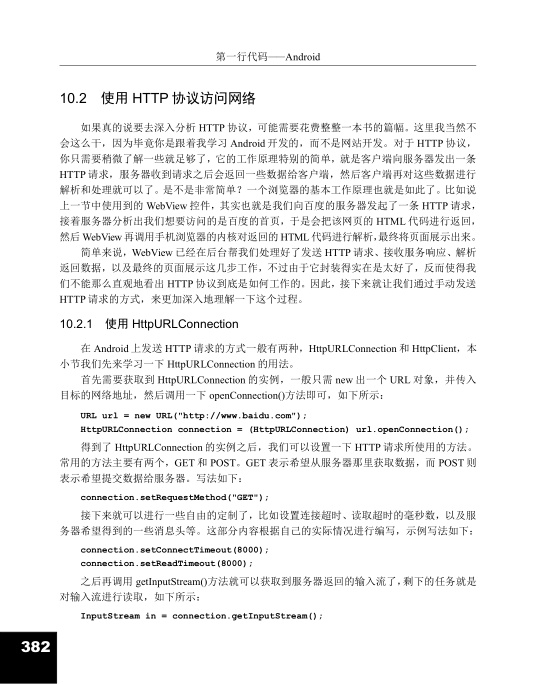 第一行代码——Android
10.2 使用 HTTP 协议访问网络
如果真的说要去深入分析 HTTP 协议，可能需要花费整整一本书的篇幅。这里我当然不
会这么干，因为毕竟你是跟着我学习 Android 开发的，而不是网站开发。对于 HTTP 协议，
你只需要稍微了解一些就足够了，它的工作原理特别的简单，就是客户端向服务器发出一条
HTTP 请求，服务器收到请求之后会返回一些数据给客户端，然后客户端再对这些数据进行
解析和处理就可以了。是不是非常简单？一个浏览器的基本工作原理也就是如此了。比如说
上一节中使用到的 WebView 控件，其实也就是我们向百度的服务器发起了一条 HTTP 请求，
接着服务器分析出我们想要访问的是百度的首页，于是会把该网页的 HTML 代码进行返回，
然后 WebView 再调用手机浏览器的内核对返回的 HTML 代码进行解析，最终将页面展示出来。
简单来说，WebView 已经在后台帮我们处理好了发送 HTTP 请求、接收服务响应、解析
返回数据，以及最终的页面展示这几步工作，不过由于它封装得实在是太好了，反而使得我
们不能那么直观地看出 HTTP 协议到底是如何工作的。因此，接下来就让我们通过手动发送
HTTP 请求的方式，来更加深入地理解一下这个过程。
10.2.1 使用 HttpURLConnection
在 Android 上发送 HTTP 请求的方式一般有两种，HttpURLConnection 和 HttpClient，本
小节我们先来学习一下 HttpURLConnection 的用法。
首先需要获取到 HttpURLConnection 的实例，一般只需 new 出一个 URL 对象，并传入
目标的网络地址，然后调用一下 openConnection()方法即可，如下所示：
URL url = new URL("http://www.baidu.com");
HttpURLConnection connection = (HttpURLConnection) url.openConnection();
得到了 HttpURLConnection 的实例之后，我们可以设置一下 HTTP 请求所使用的方法。
常用的方法主要有两个，GET 和 POST。GET 表示希望从服务器那里获取数据，而 POST 则
表示希望提交数据给服务器。写法如下：
connection.setRequestMethod("GET");
接下来就可以进行一些自由的定制了，比如设置连接超时、读取超时的毫秒数，以及服
务器希望得到的一些消息头等。这部分内容根据自己的实际情况进行编写，示例写法如下：
connection.setConnectTimeout(8000);
connection.setReadTimeout(8000);
之后再调用 getInputStream()方法就可以获取到服务器返回的输入流了，剩下的任务就是
对输入流进行读取，如下所示：
InputStream in = connection.getInputStream();
382